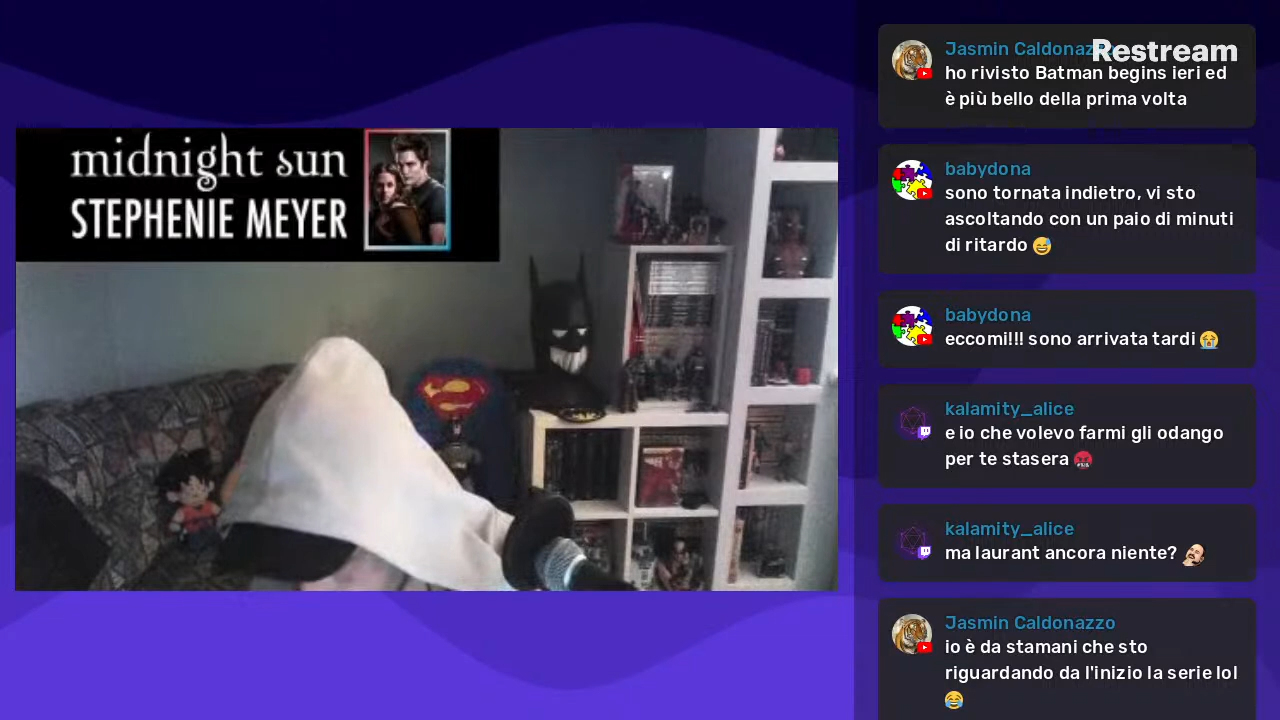 midnight sun
STEPHENIE MEYER
Restream
Jasmin Caldonazzo
ho rivisto Batman begins ieri ed
è più bello della prima volta
babydona
sono tornata indietro, vi sto
ascoltando con un paio di minuti
di ritardo 😅
babydona
eccomi!!! sono arrivata tardi 😭
kalamity_alice
e io che volevo farmi gli odango
per te stasera 🤬
kalamity_alice
ma laurant ancora niente?
Jasmin Caldonazzo
io è da stamani che sto
riguardando da l'inizio la serie lol
😂